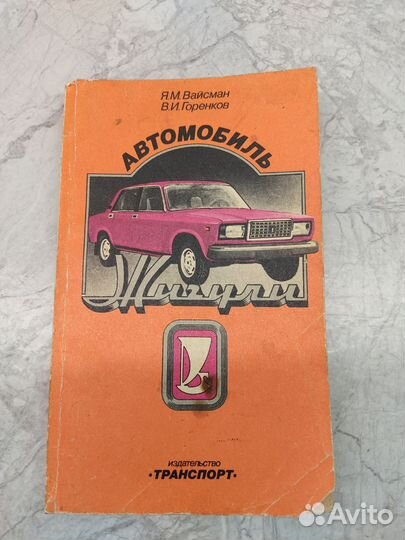 Я.М.Вайсман
В.И.Горенков
АВТОМОБИЛЬ
Жигули
издательство
•ТРАНСПОРТ•
Avito